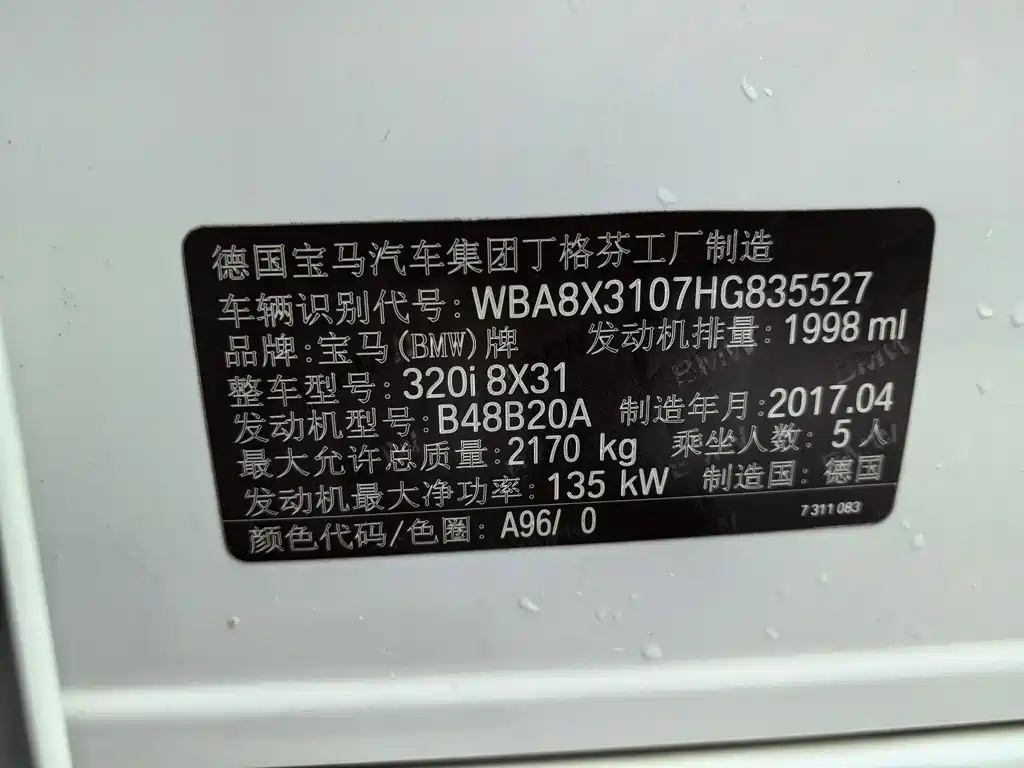 德国宝马汽车集团丁格芬工厂制造
车辆识别代号: WBA8X3107HG835527
品牌: 宝马(BMW)牌 发动机排量: 1998 ml
整车型号: 320i 8X31
发动机型号: B48B20A 制造年月: 2017.04
最大允许总质量: 2170 kg 乘坐人数: 5 人
发动机最大净功率: 135 kW 制造国: 德国
颜色代码/色圈: A96/ 0 7 311 083